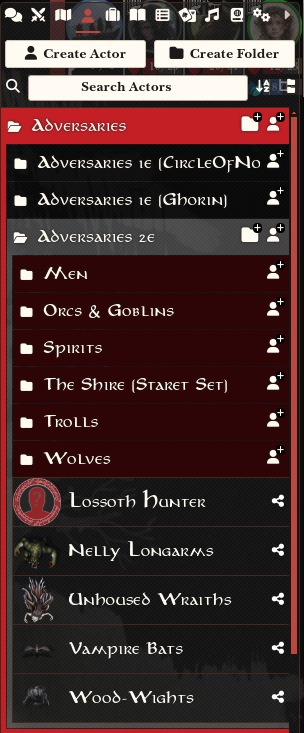 Create Actor
Create Folder
Search Actors
Adversaries
Adversaries 1e (CircleOfNo
Adversaries 1e (Ghorin)
Adversaries 2e
Men
Orcs & Goblins
Spirits
The Shire (Staret Set)
Trolls
Wolves
Lossoth Hunter
Nelly Longarms
Unhoused Wraiths
Vampire Bats
Wood-Wights